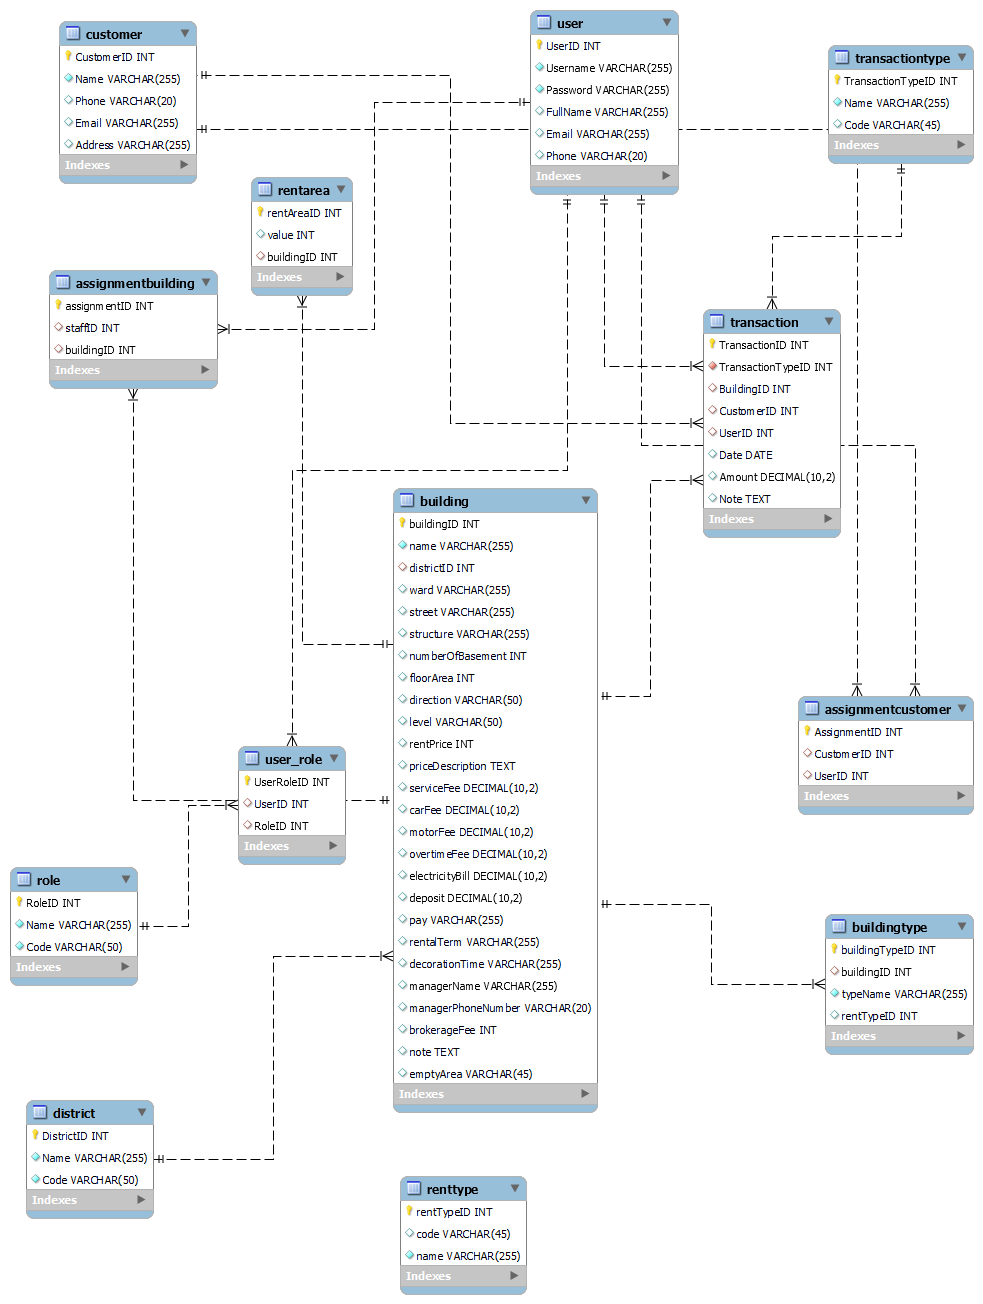 customer
CustomerID INT
Name VARCHAR(255)
Phone VARCHAR(20)
Email VARCHAR(255)
Address VARCHAR(255)
Indexes
user
UserID INT
Username VARCHAR(255)
Password VARCHAR(255)
FullName VARCHAR(255)
Email VARCHAR(255)
Phone VARCHAR(20)
Indexes
transactiontype
TransactionTypeID INT
Name VARCHAR(255)
Code VARCHAR(45)
Indexes
rentarea
rentAreaID INT
value INT
buildingID INT
Indexes
assignmentbuilding
assignmentID INT
staffID INT
buildingID INT
Indexes
transaction
TransactionID INT
TransactionTypeID INT
BuildingID INT
CustomerID INT
UserID INT
Date DATE
Amount DECIMAL(10,2)
Note TEXT
Indexes
building
buildingID INT
name VARCHAR(255)
districtID INT
ward VARCHAR(255)
street VARCHAR(255)
structure VARCHAR(255)
numberOfBasement INT
floorArea INT
direction VARCHAR(50)
level VARCHAR(50)
rentPrice INT
priceDescription TEXT
serviceFee DECIMAL(10,2)
carFee DECIMAL(10,2)
motorFee DECIMAL(10,2)
overtimeFee DECIMAL(10,2)
electricityBill DECIMAL(10,2)
deposit DECIMAL(10,2)
pay VARCHAR(255)
rentalTerm VARCHAR(255)
decorationTime VARCHAR(255)
managerName VARCHAR(255)
managerPhoneNumber VARCHAR(20)
brokerageFee INT
note TEXT
emptyArea VARCHAR(45)
Indexes
assignmentcustomer
AssignmentID INT
CustomerID INT
UserID INT
Indexes
user_role
UserRoleID INT
UserID INT
RoleID INT
Indexes
role
RoleID INT
Name VARCHAR(255)
Code VARCHAR(50)
Indexes
buildingtype
buildingTypeID INT
buildingID INT
typeName VARCHAR(255)
rentTypeID INT
Indexes
district
DistrictID INT
Name VARCHAR(255)
Code VARCHAR(50)
Indexes
renttype
rentTypeID INT
code VARCHAR(45)
name VARCHAR(255)
Indexes